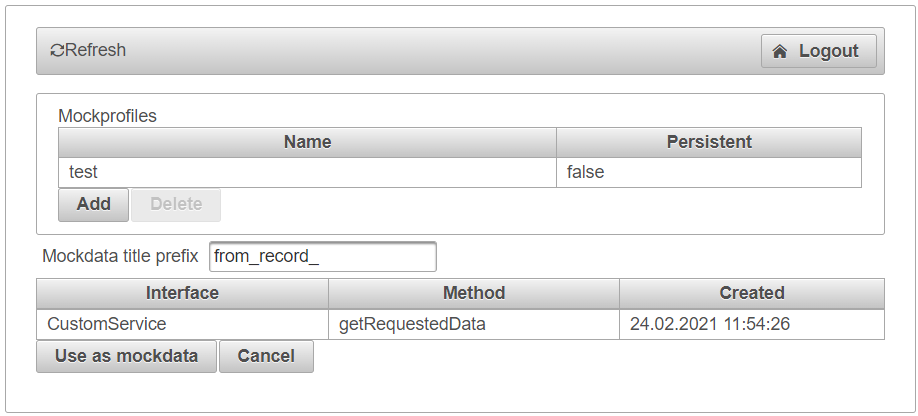 Refresh Logout
Mockprofiles
Name Persistent
test false
Add Delete
Mockdata title prefix from_record_
Interface Method Created
CustomService getRequestedData 24.02.2021 11:54:26
Use as mockdata Cancel